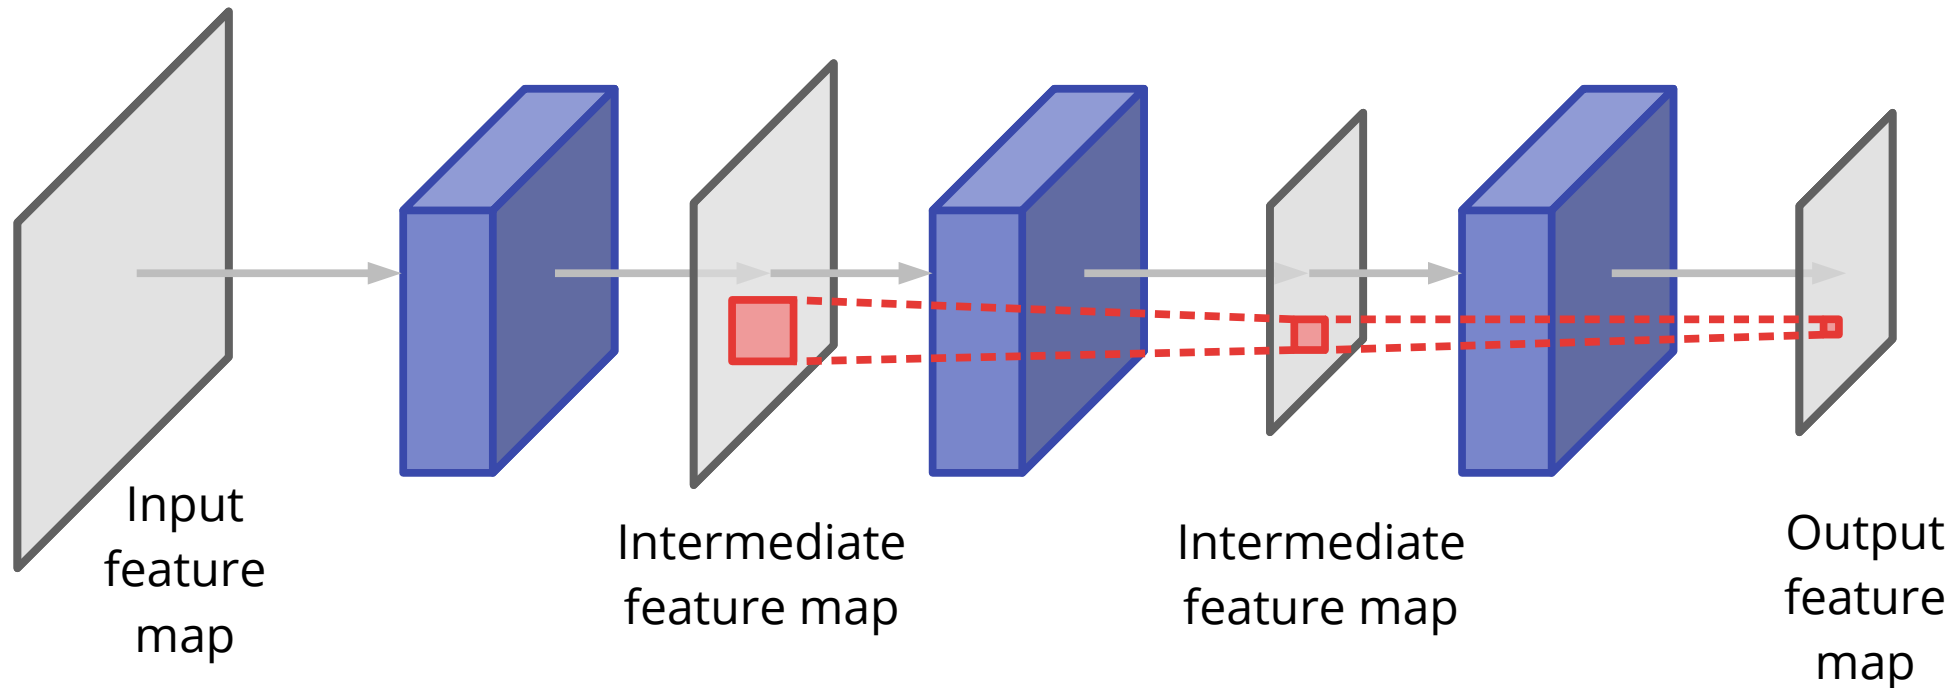 Input
feature
map
Intermediate
feature map
Intermediate
feature map
Output
feature
map